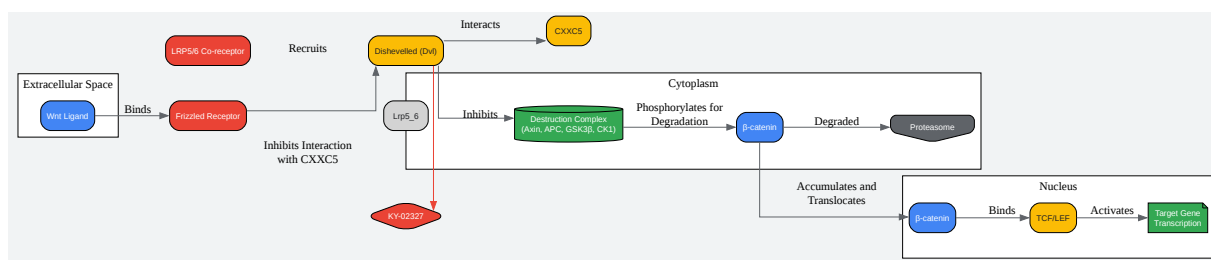 Interacts
CXXC5
LRP5/6 Co-receptor
Recruits
Dishevelled (Dvl)
Extracellular Space
Cytoplasm
Wnt Ligand
Binds
Frizzled Receptor
Lrp5_6
Inhibits
Destruction Complex
(Axin, APC, GSK3β, CK1)
Phosphorylates for
Degradation
β-catenin
Degraded
Proteasome
Inhibits Interaction
with CXXC5
KY-02327
Accumulates and
Translocates
Nucleus
β-catenin
Binds
TCF/LEF
Activates
Target Gene
Transcription